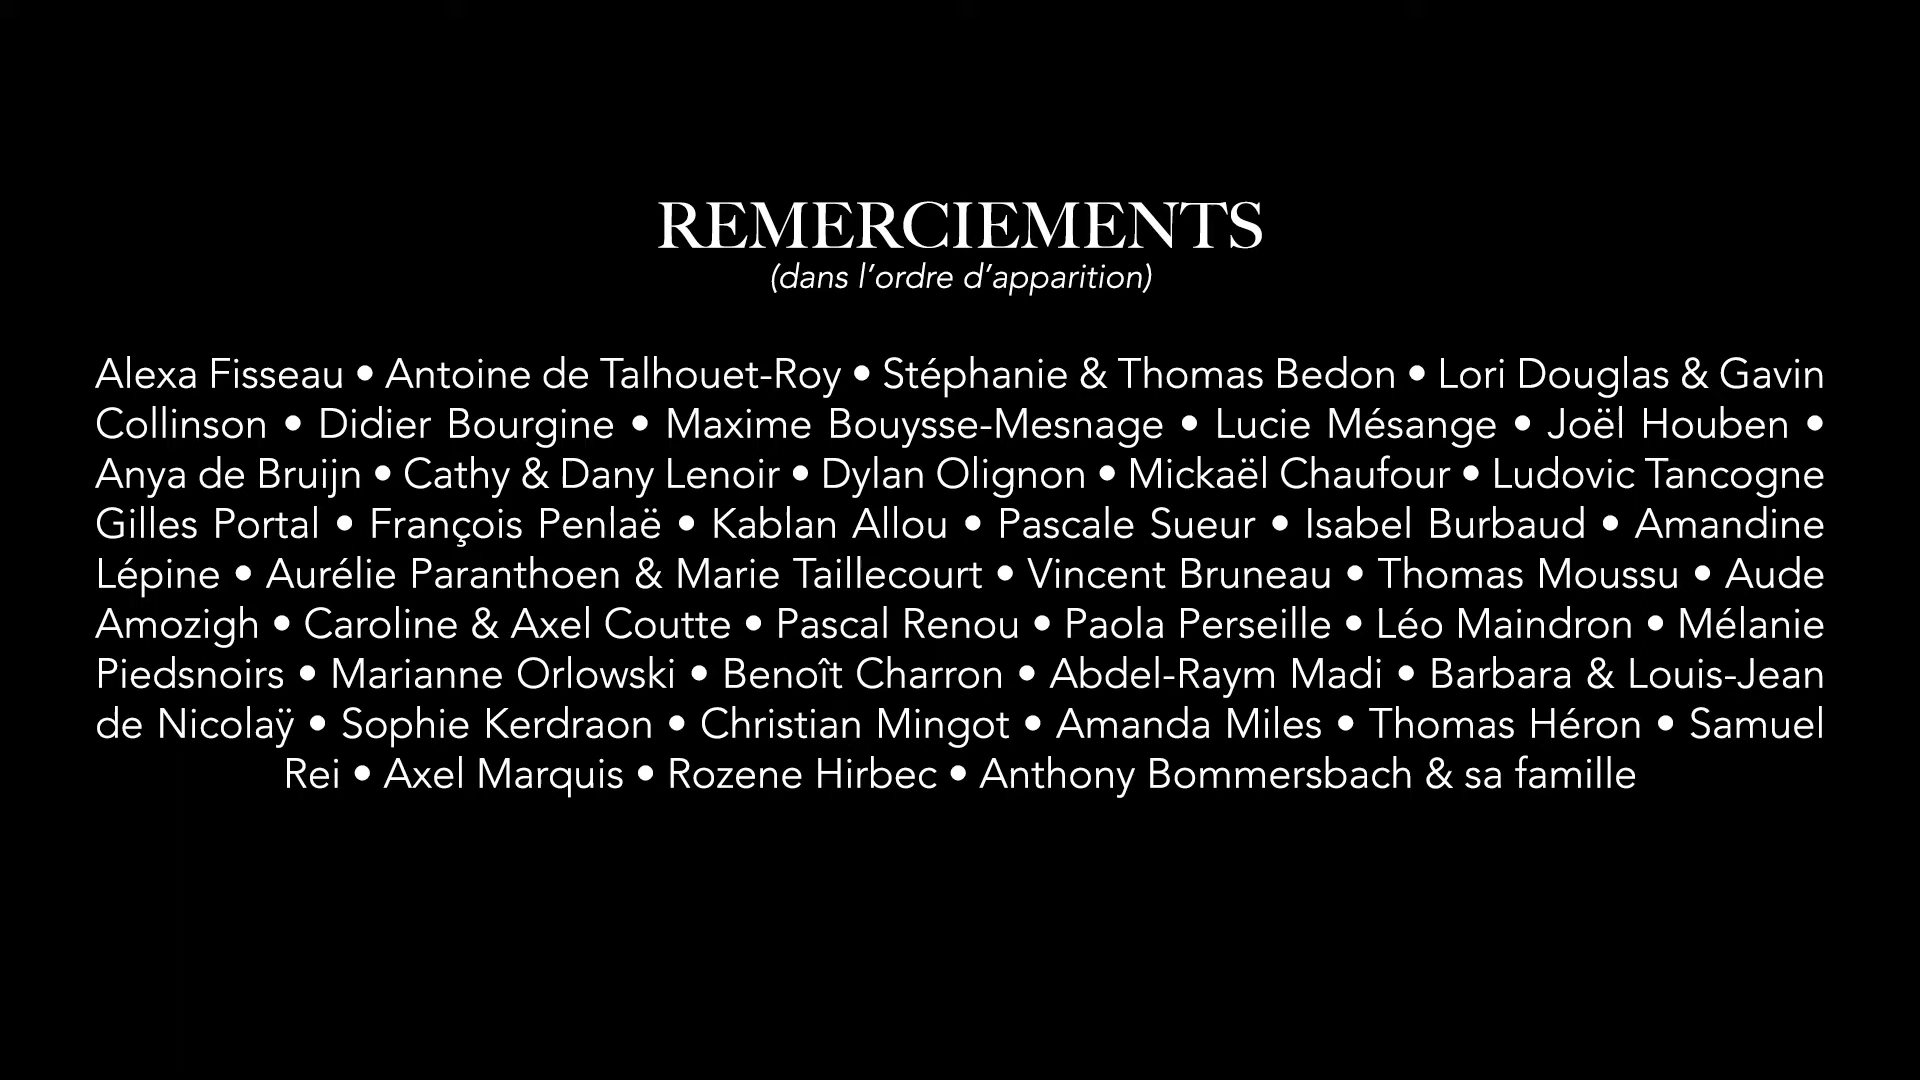 REMERCIEMENTS
(dans l’ordre d’apparition)
Alexa Fisseau • Antoine de Talhouet-Roy • Stéphanie & Thomas Bedon • Lori Douglas & Gavin
Collinson • Didier Bourgine • Maxime Bouysse-Mesnage • Lucie Mésange • Joël Houben •
Anya de Bruijn • Cathy & Dany Lenoir • Dylan Olignon • Mickaël Chaufour • Ludovic Tancogne
Gilles Portal • François Penlaë • Kablan Allou • Pascale Sueur • Isabel Burbaud • Amandine
Lépine • Aurélie Paranthoen & Marie Taillecourt • Vincent Bruneau • Thomas Moussu • Aude
Amozigh • Caroline & Axel Coutte • Pascal Renou • Paola Perseille • Léo Maindron • Mélanie
Piedsnoirs • Marianne Orlowski • Benoît Charron • Abdel-Raym Madi • Barbara & Louis-Jean
de Nicolaÿ • Sophie Kerdraon • Christian Mingot • Amanda Miles • Thomas Héron • Samuel
Rei • Axel Marquis • Rozene Hirbec • Anthony Bommersbach & sa famille